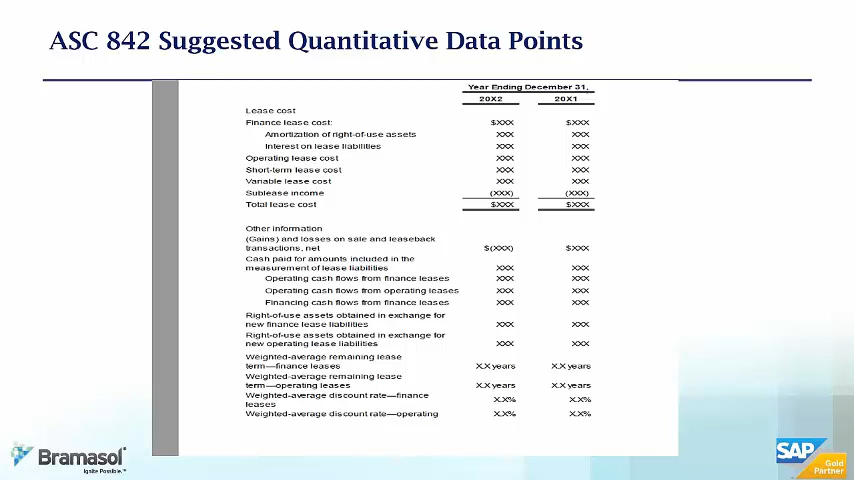 ASC 842 Suggested Quantitative Data Points
Year Ending December 31,
20X2 20X1
Lease cost
Finance lease cost: $XXX $XXX
Amortization of right-of-use assets XXX XXX
Interest on lease liabilities XXX XXX
Operating lease cost XXX XXX
Short-term lease cost XXX XXX
Variable lease cost XXX XXX
Sublease income (XXX) (XXX)
Total lease cost $XXX $XXX
Other information
(Gains) and losses on sale and leaseback
transactions, net $(XXX) $XXX
Cash paid for amounts included in the
measurement of lease liabilities XXX XXX
Operating cash flows from finance leases XXX XXX
Operating cash flows from operating leases XXX XXX
Financing cash flows from finance leases XXX XXX
Right-of-use assets obtained in exchange for
new finance lease liabilities XXX XXX
Right-of-use assets obtained in exchange for
new operating lease liabilities XXX XXX
Weighted-average remaining lease
term—finance leases X.X years X.X years
Weighted-average remaining lease
term—operating leases X.X years X.X years
Weighted-average discount rate—finance
leases X.X% X.X%
Weighted-average discount rate—operating X.X% X.X%
Bramasol
Ignite Possible.™
SAP
Gold
Partner